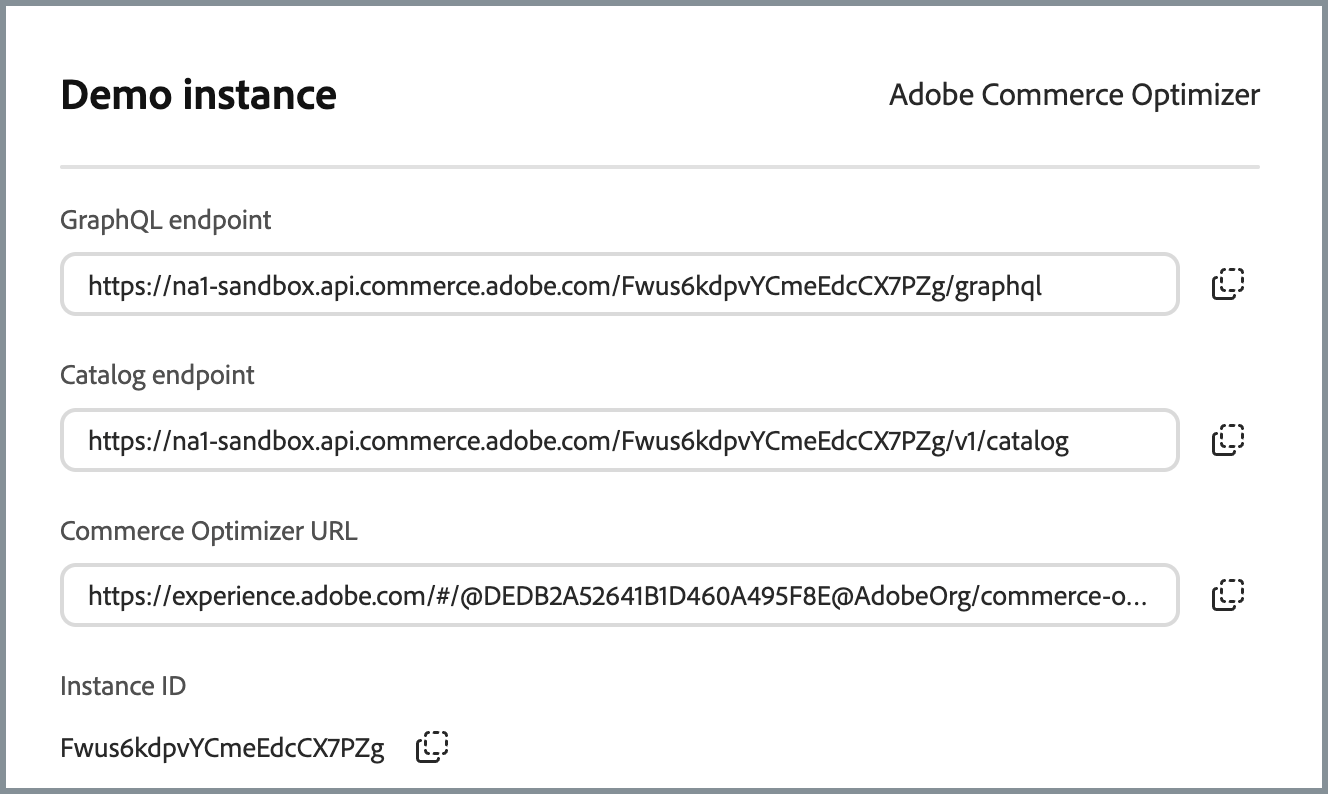 Demo instance
Adobe Commerce Optimizer
GraphQL endpoint
https://na1-sandbox.api.commerce.adobe.com/Fwus6kdpvYCmeEdcCX7PZg/graphql
Catalog endpoint
https://na1-sandbox.api.commerce.adobe.com/Fwus6kdpvYCmeEdcCX7PZg/v1/catalog
Commerce Optimizer URL
https://experience.adobe.com/#/@DEDB2A52641B1D460A495F8E@AdobeOrg/commerce-o...
Instance ID
Fwus6kdpvYCmeEdcCX7PZg